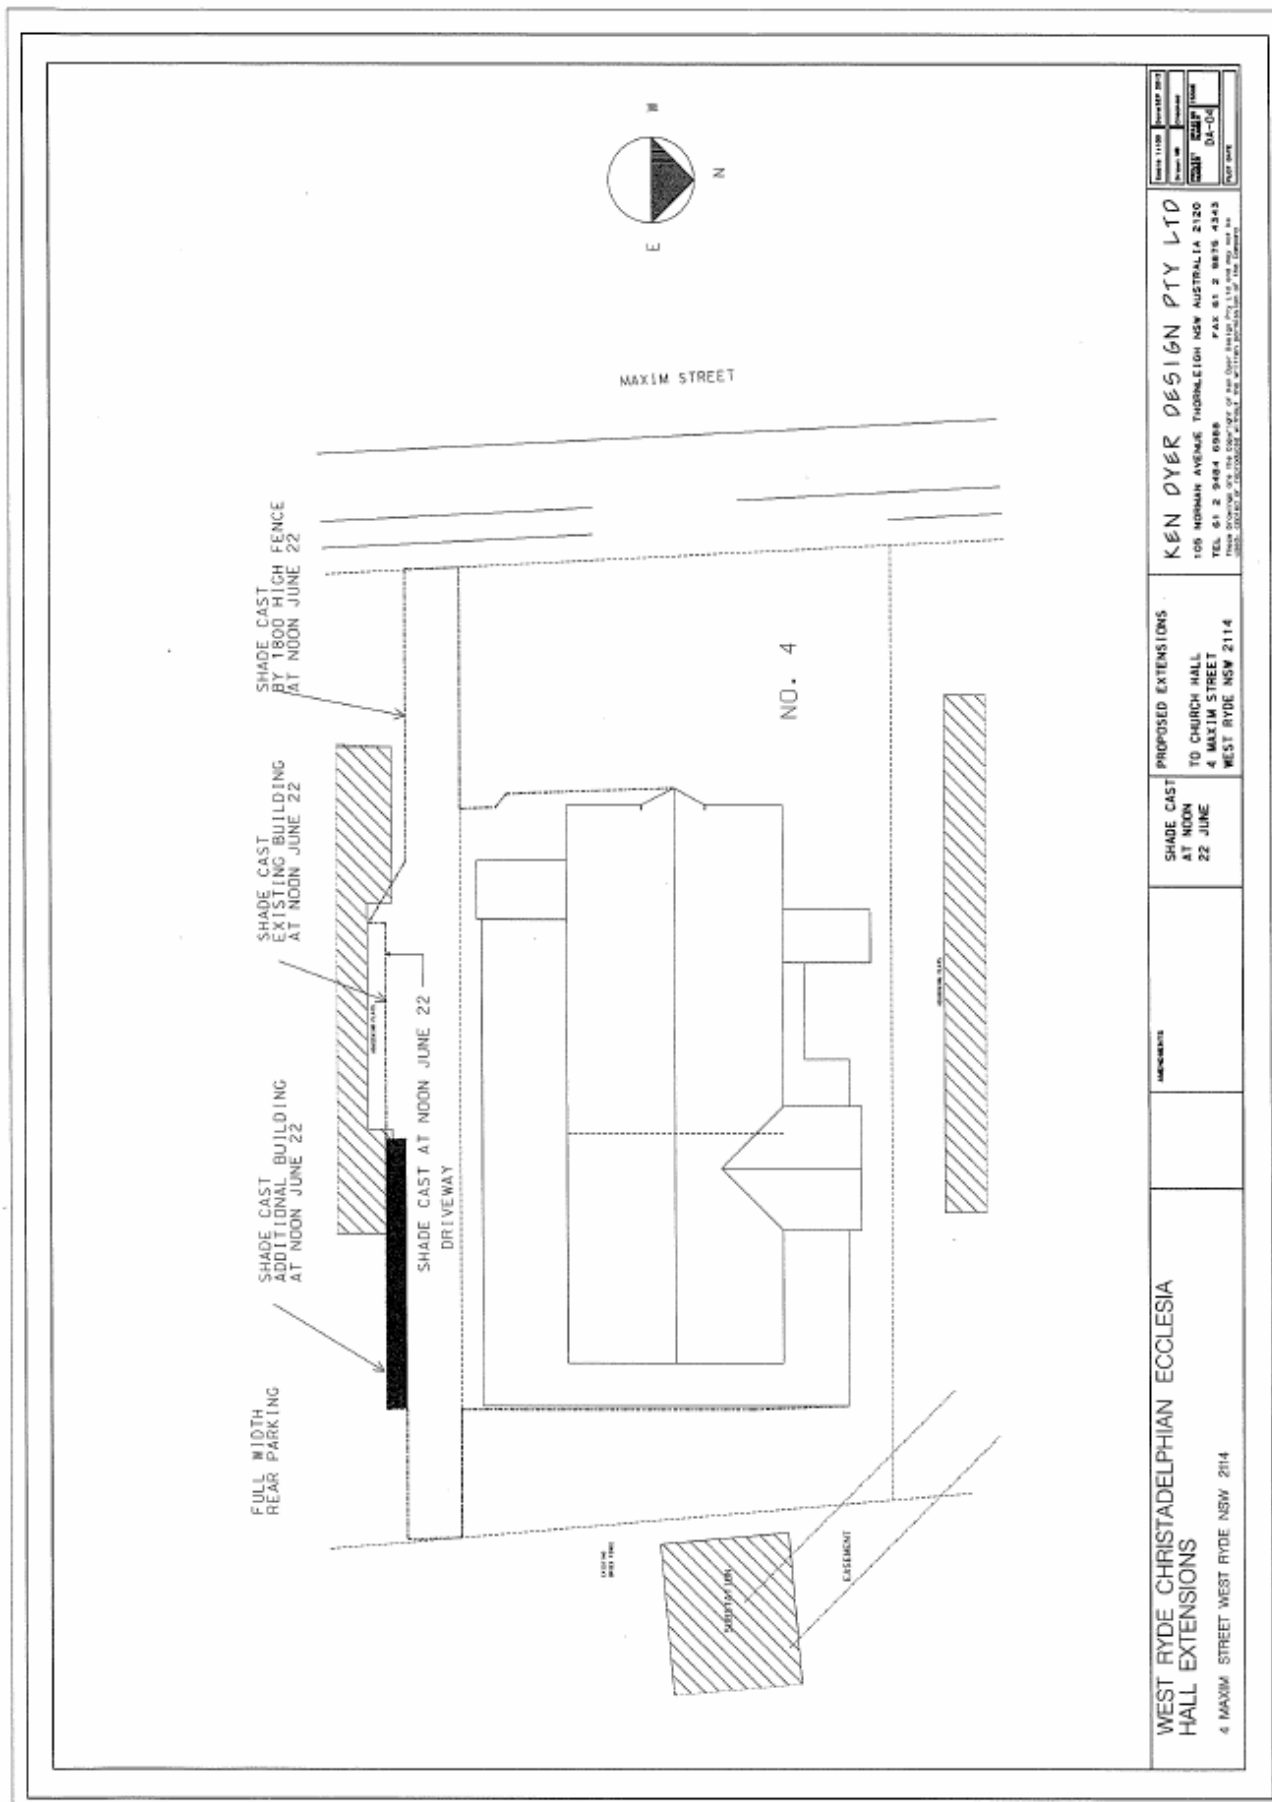 W
N
E
MAXIM STREET
SHADE CAST
BY 1800 HIGH FENCE
AT NOON JUNE 22
SHADE CAST
EXISTING BUILDING
AT NOON JUNE 22
SHADE CAST
ADDITIONAL BUILDING
AT NOON JUNE 22
FULL WIDTH
REAR PARKING
SHADE CAST AT NOON JUNE 22
DRIVEWAY
NO. 4
SUBSTATION
EASEMENT
WEST RYDE CHRISTADELPHIAN ECCLESIA
HALL EXTENSIONS
4 MAXIM STREET WEST RYDE NSW 2114
AMENDMENTS
SHADE CAST
AT NOON
22 JUNE
PROPOSED EXTENSIONS
TO CHURCH HALL
4 MAXIM STREET
WEST RYDE NSW 2114
KEN DYER DESIGN PTY LTD
105 NORMAN AVENUE THORNLEIGH NSW AUSTRALIA 2120
TEL 61 2 9484 6988 FAX 61 2 9876 4343
DA-04
PLOT DATE